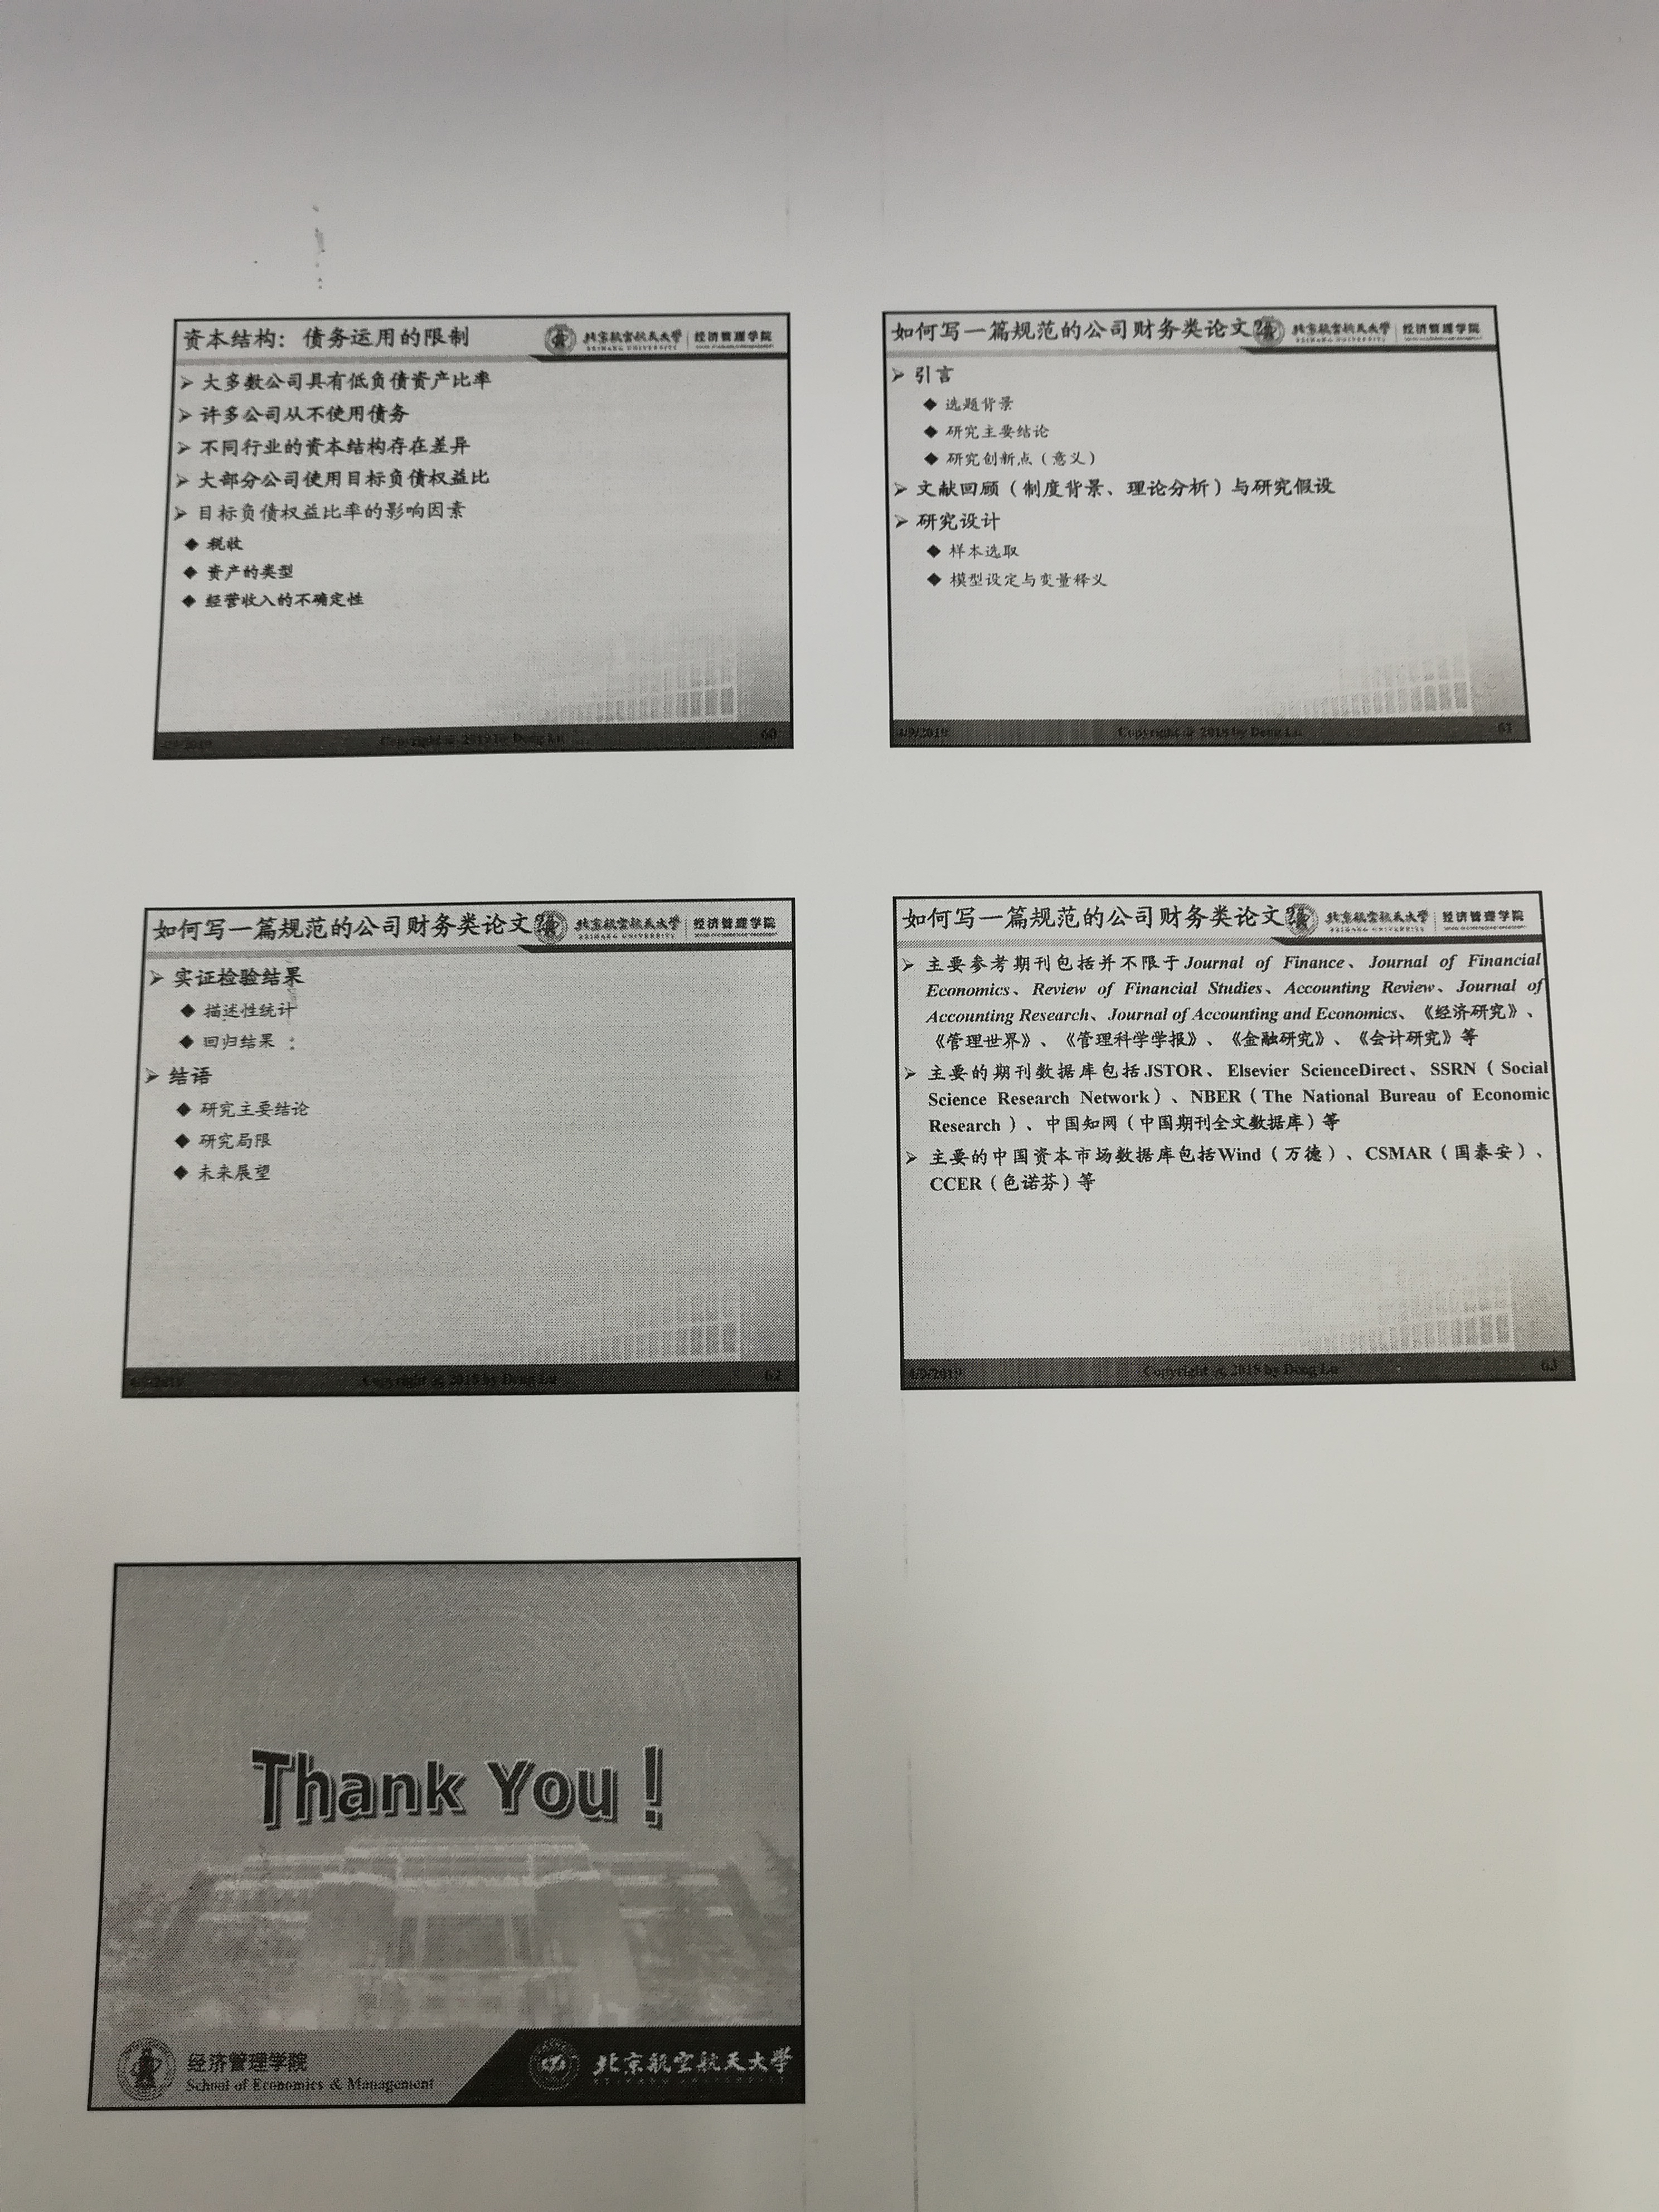 资本结构：债务运用的限制
北京航空航天大学 经济管理学院
BEIHANG UNIVERSITY
➢ 大多数公司具有低负债资产比率
➢ 许多公司从不使用债务
➢ 不同行业的资本结构存在差异
➢ 大部分公司使用目标负债权益比
➢ 目标负债权益比率的影响因素
◆ 税收
◆ 资产的类型
◆ 经营收入的不确定性
4/9/2019 Copyright @ 2018 by Dong Lu 60
如何写一篇规范的公司财务类论文?
北京航空航天大学 经济管理学院
BEIHANG UNIVERSITY
➢ 引言
◆ 选题背景
◆ 研究主要结论
◆ 研究创新点（意义）
➢ 文献回顾（制度背景、理论分析）与研究假设
➢ 研究设计
◆ 样本选取
◆ 模型设定与变量释义
4/9/2019 Copyright @ 2018 by Dong Lu 61
如何写一篇规范的公司财务类论文?
北京航空航天大学 经济管理学院
BEIHANG UNIVERSITY
➢ 实证检验结果
◆ 描述性统计
◆ 回归结果
➢ 结语
◆ 研究主要结论
◆ 研究局限
◆ 未来展望
4/9/2019 Copyright @ 2018 by Dong Lu 62
如何写一篇规范的公司财务类论文?
北京航空航天大学 经济管理学院
BEIHANG UNIVERSITY
➢ 主要参考期刊包括并不限于Journal of Finance、Journal of Financial
Economics、Review of Financial Studies、Accounting Review、Journal of
Accounting Research、Journal of Accounting and Economics、《经济研究》、
《管理世界》、《管理科学学报》、《金融研究》、《会计研究》等
➢ 主要的期刊数据库包括JSTOR、Elsevier ScienceDirect、SSRN（Social
Science Research Network）、NBER（The National Bureau of Economic
Research）、中国知网（中国期刊全文数据库）等
➢ 主要的中国资本市场数据库包括Wind（万德）、CSMAR（国泰安）、
CCER（色诺芬）等
4/9/2019 Copyright @ 2018 by Dong Lu 63
Thank You !
经济管理学院
School of Economics & Management
北京航空航天大学
BEIHANG UNIVERSITY